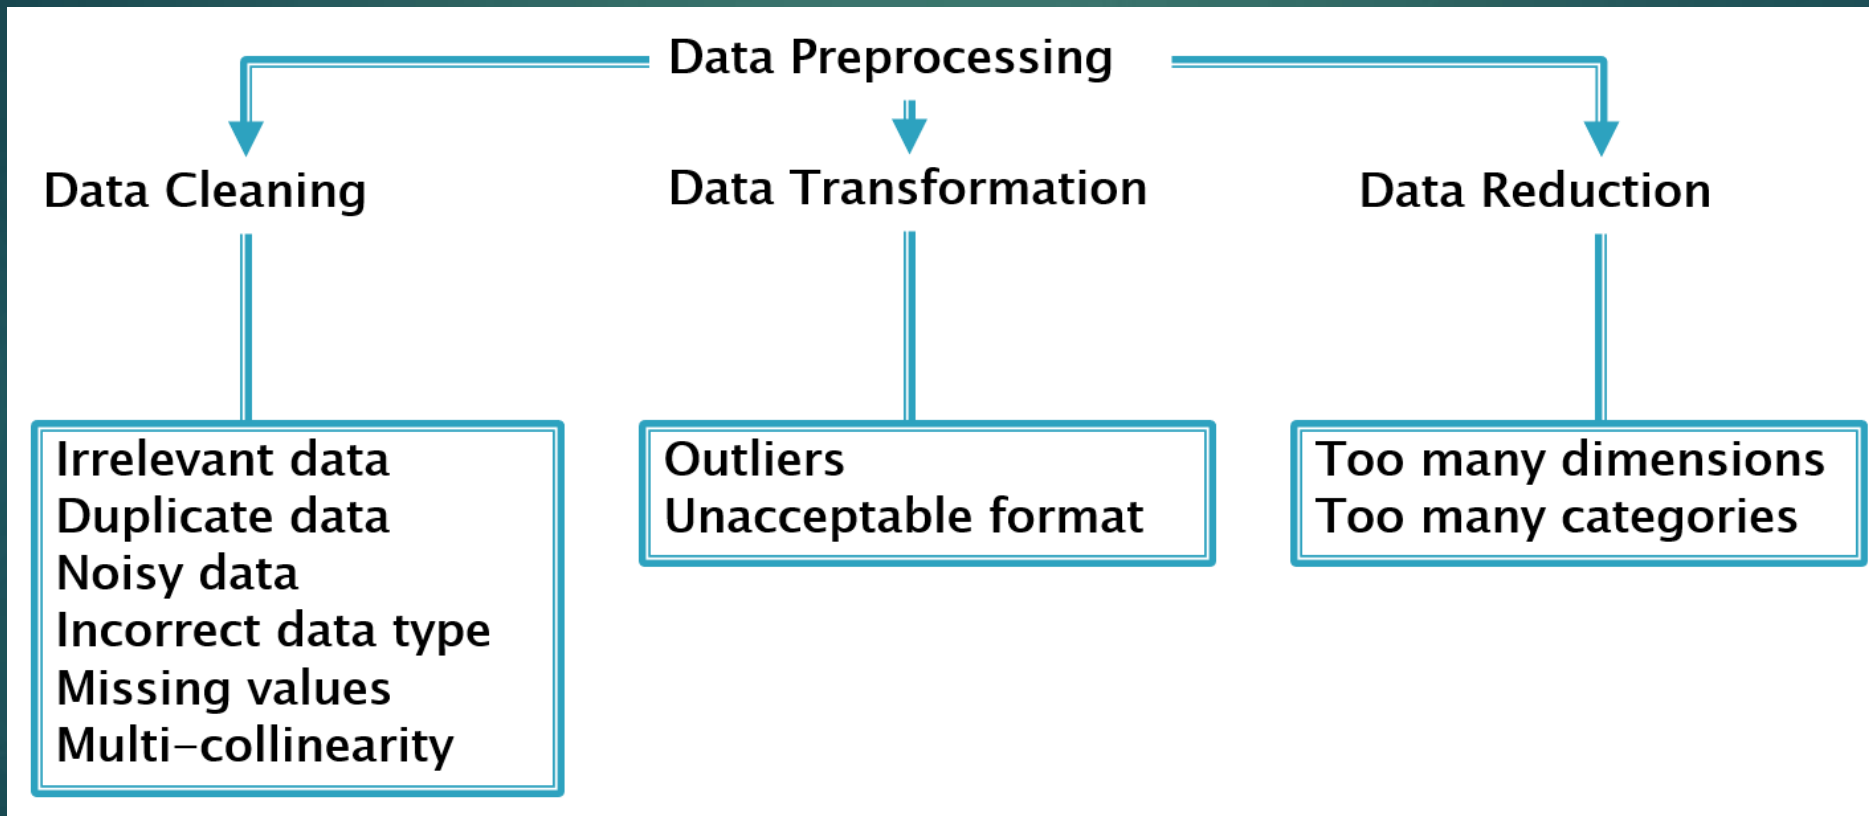 Data Preprocessing
Data Cleaning
Data Transformation
Data Reduction
Irrelevant data
Duplicate data
Noisy data
Incorrect data type
Missing values
Multi-collinearity
Outliers
Unacceptable format
Too many dimensions
Too many categories